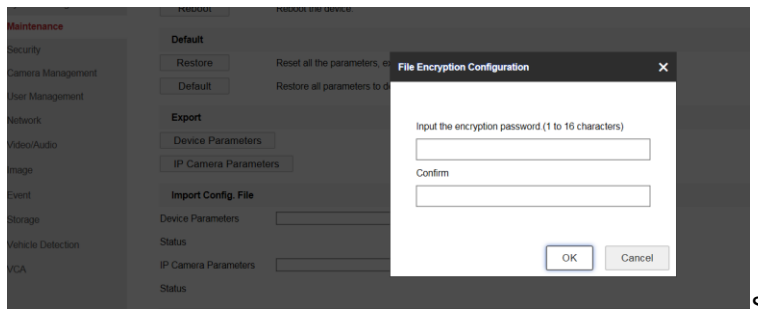 Reboot Reboot the device.
Maintenance
Default
Security
Restore Reset all the parameters, ex
File Encryption Configuration ×
Camera Management
Default Restore all parameters to de
User Management
Network
Export
Input the encryption password.(1 to 16 characters)
Video/Audio
Device Parameters
Image
IP Camera Parameters
Confirm
Event
Import Config. File
Storage
Device Parameters
Vehicle Detection
Status
OK Cancel
VCA
IP Camera Parameters
Status